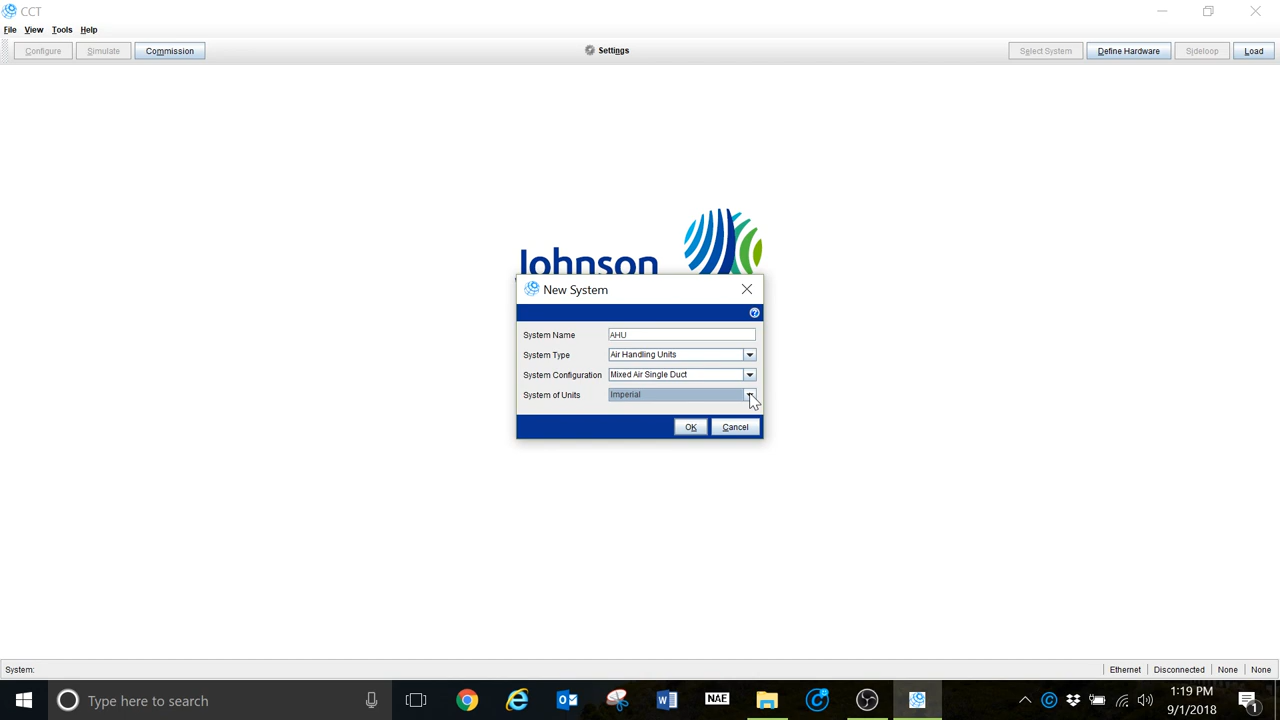 CCT
File View Tools Help
Configure Simulate Commission Settings Select System Define Hardware Sideloop Load
Johnson
New System
System Name AHU
System Type Air Handling Units
System Configuration Mixed Air Single Duct
System of Units Imperial
OK Cancel
System: Ethernet Disconnected None None
Type here to search NAE 1:19 PM
9/1/2018 1